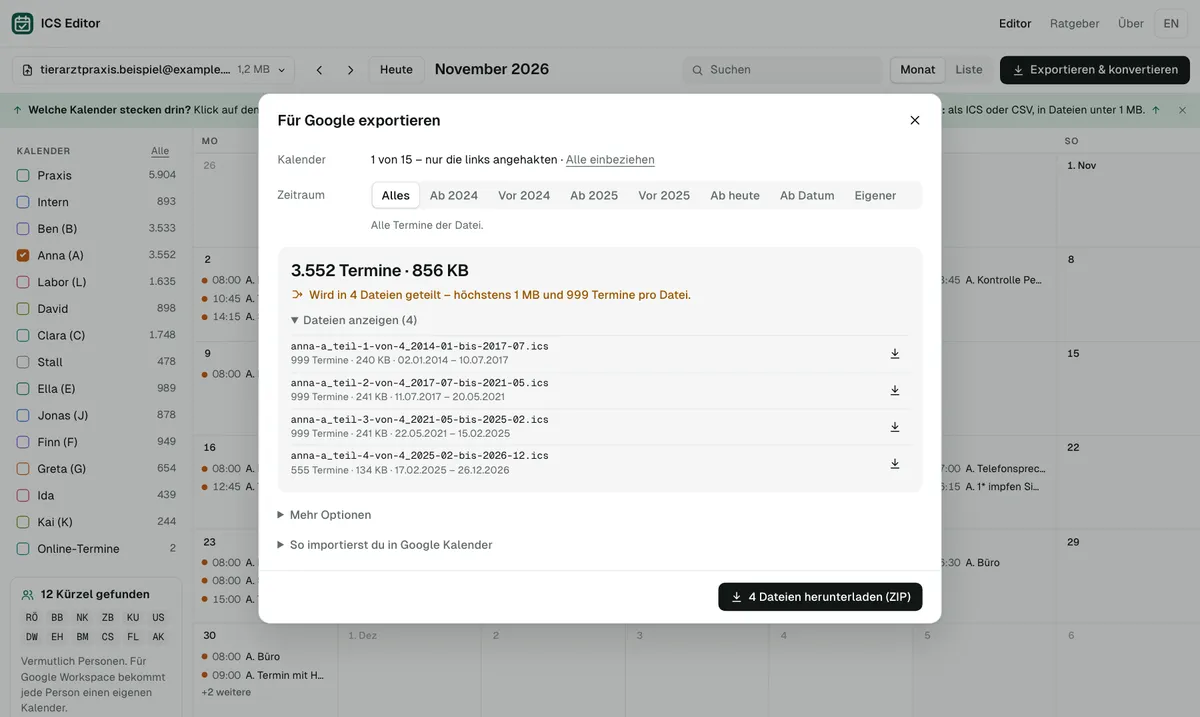 ICS Editor
Editor
Ratgeber
Über
EN
tierarztpraxis.beispiel@example.... 1,2 MB
Heute
November 2026
Suchen
Monat
Liste
Exportieren & konvertieren
↑ Welche Kalender stecken drin? Klick auf den
als ICS oder CSV, in Dateien unter 1 MB. ↑
KALENDER
Alle
Praxis 5.904
Intern 893
Ben (B) 3.533
Anna (A) 3.552
Labor (L) 1.635
David 898
Clara (C) 1.748
Stall 478
Ella (E) 989
Jonas (J) 878
Finn (F) 949
Greta (G) 654
Ida 439
Kai (K) 244
Online-Termine 2
12 Kürzel gefunden
RÖ BB NK ZB KU US
DW EH BM CS FL AK
Vermutlich Personen. Für
Google Workspace bekommt
jede Person einen eigenen
Kalender.
MO
SO
26
1. Nov
2
08:00 A.
10:45 A.
14:15 A.
:45 A. Kontrolle Pe...
8
9
08:00 A.
15
16
08:00 A.
12:45 A.
:00 A. Telefonsprec...
:15 A. 1* impfen Si...
22
23
08:00 A.
08:00 A.
15:00 A.
:30 A. Büro
29
30
08:00 A. Büro
09:00 A. Termin mit H...
+2 weitere
1. Dez
2
3
4
5
6
Für Google exportieren
Kalender
1 von 15 – nur die links angehakten · Alle einbeziehen
Zeitraum
Alles
Ab 2024
Vor 2024
Ab 2025
Vor 2025
Ab heute
Ab Datum
Eigener
Alle Termine der Datei.
3.552 Termine · 856 KB
Wird in 4 Dateien geteilt – höchstens 1 MB und 999 Termine pro Datei.
Dateien anzeigen (4)
anna-a_teil-1-von-4_2014-01-bis-2017-07.ics
999 Termine · 240 KB · 02.01.2014 – 10.07.2017
anna-a_teil-2-von-4_2017-07-bis-2021-05.ics
999 Termine · 241 KB · 11.07.2017 – 20.05.2021
anna-a_teil-3-von-4_2021-05-bis-2025-02.ics
999 Termine · 241 KB · 22.05.2021 – 15.02.2025
anna-a_teil-4-von-4_2025-02-bis-2026-12.ics
555 Termine · 134 KB · 17.02.2025 – 26.12.2026
Mehr Optionen
So importierst du in Google Kalender
4 Dateien herunterladen (ZIP)